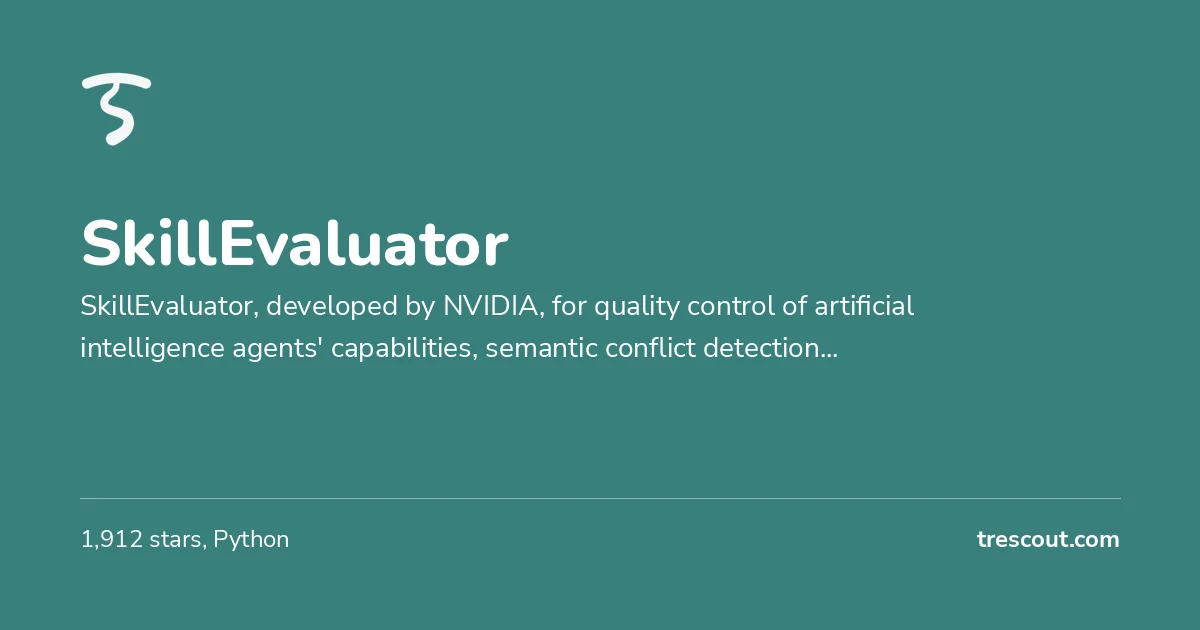 SkillEvaluator
SkillEvaluator, developed by NVIDIA, for quality control of artificial
intelligence agents' capabilities, semantic conflict detection...
1,912 stars, Python
trescout.com